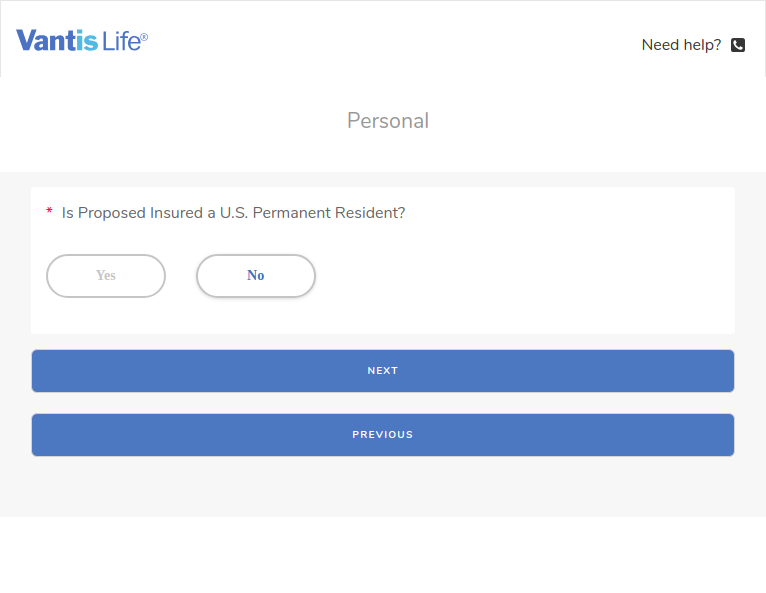 Vantis Life®
Need help?
Personal
* Is Proposed Insured a U.S. Permanent Resident?
Yes
No
NEXT
PREVIOUS